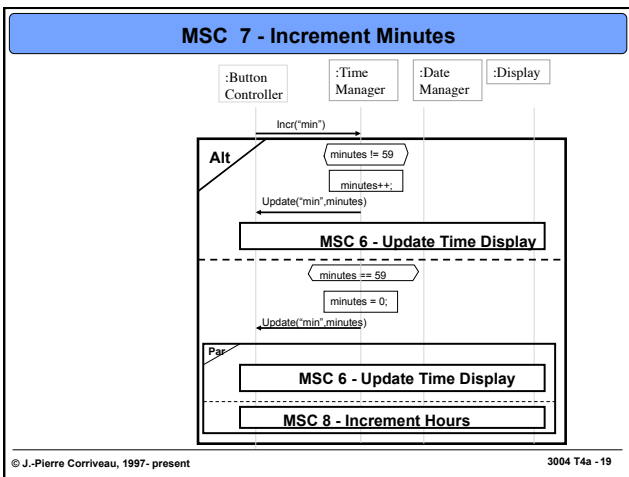 MSC 7 - Increment Minutes
:Button
Controller
:Time
Manager
:Date
Manager
:Display
Incr("min")
Alt
minutes != 59
minutes++;
Update("min",minutes)
MSC 6 - Update Time Display
minutes == 59
minutes = 0;
Update("min",minutes)
Par
MSC 6 - Update Time Display
MSC 8 - Increment Hours
© J.-Pierre Corriveau, 1997- present
3004 T4a - 19